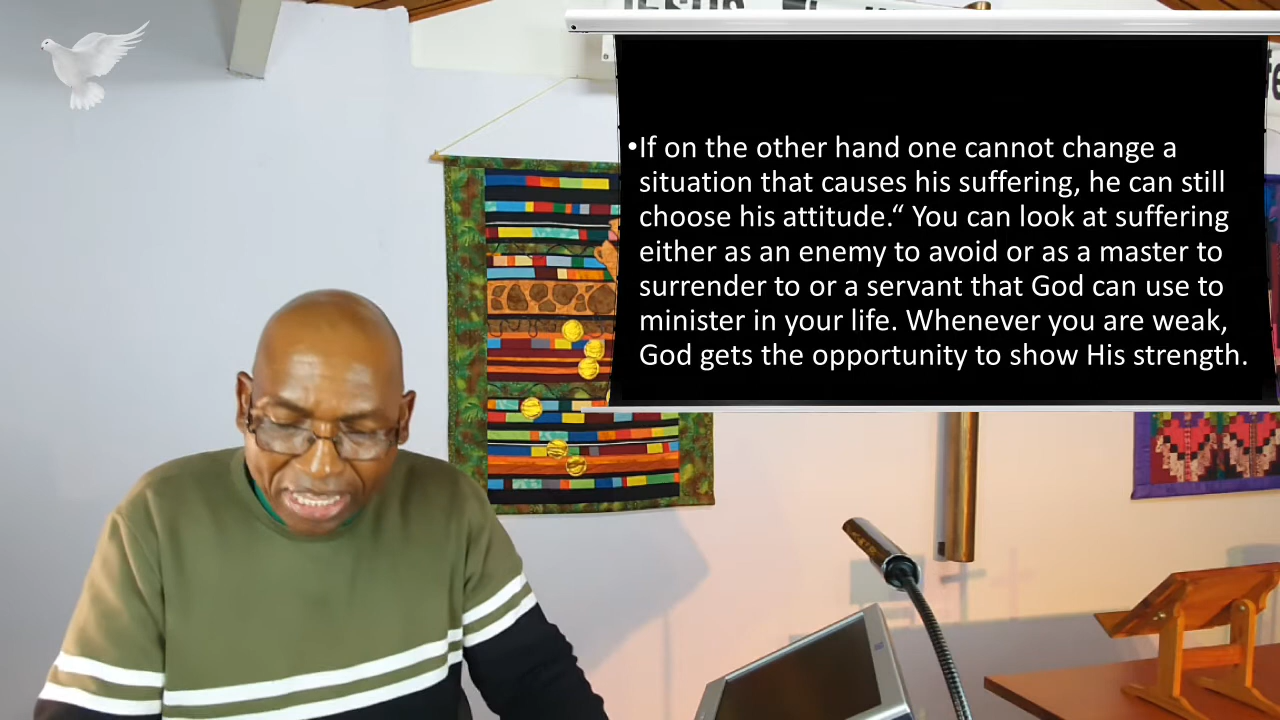 JESUS
•If on the other hand one cannot change a
situation that causes his suffering, he can still
choose his attitude.“ You can look at suffering
either as an enemy to avoid or as a master to
surrender to or a servant that God can use to
minister in your life. Whenever you are weak,
God gets the opportunity to show His strength.